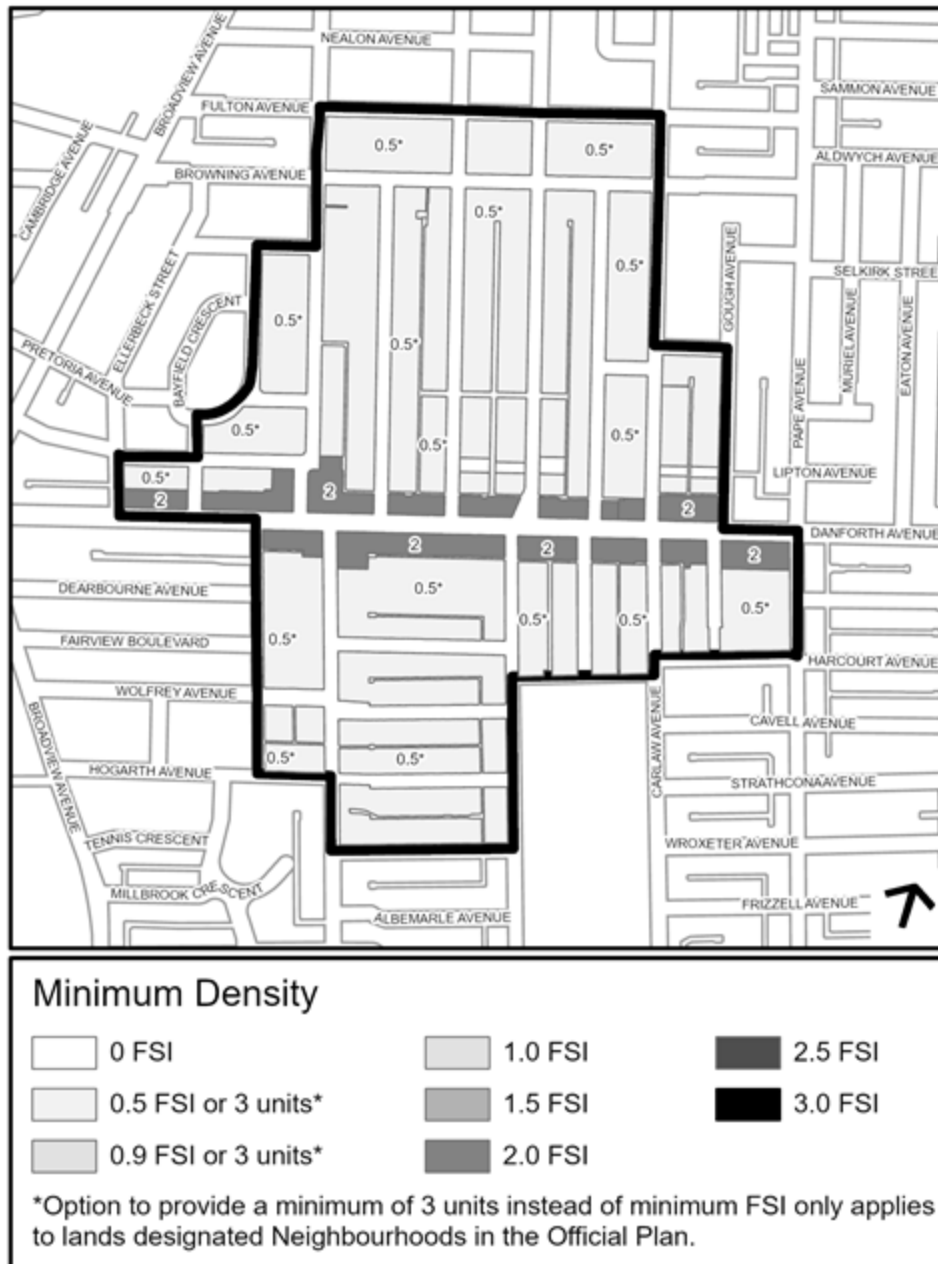 NEALON AVENUE
BROADVIEW AVENUE
FULTON AVENUE
SAMMON AVENUE
CAMBRIDGE AVENUE
0.5*
0.5*
ALDWYCH AVENUE
BROWNING AVENUE
0.5*
0.5*
GOUGH AVENUE
ELLERBECK STREET
SELKIRK STREET
BAYFIELD CRESCENT
MURIEL AVENUE
EATON AVENUE
PRETORIA AVENUE
0.5*
0.5*
PAPE AVENUE
0.5*
0.5*
0.5*
LIPTON AVENUE
0.5*
2
2
2
DANFORTH AVENUE
2
2
2
DEARBOURNE AVENUE
0.5*
0.5*
0.5*
0.5*
0.5*
FAIRVIEW BOULEVARD
HARCOURT AVENUE
WOLFREY AVENUE
CARLAW AVENUE
BROADVIEW AVENUE
CAVELL AVENUE
0.5*
0.5*
HOGARTH AVENUE
STRATHCONA AVENUE
TENNIS CRESCENT
WROXETER AVENUE
MILLBROOK CRESCENT
FRIZZELL AVENUE
ALBEMARLE AVENUE
Minimum Density
0 FSI
1.0 FSI
2.5 FSI
0.5 FSI or 3 units*
1.5 FSI
3.0 FSI
0.9 FSI or 3 units*
2.0 FSI
*Option to provide a minimum of 3 units instead of minimum FSI only applies
to lands designated Neighbourhoods in the Official Plan.